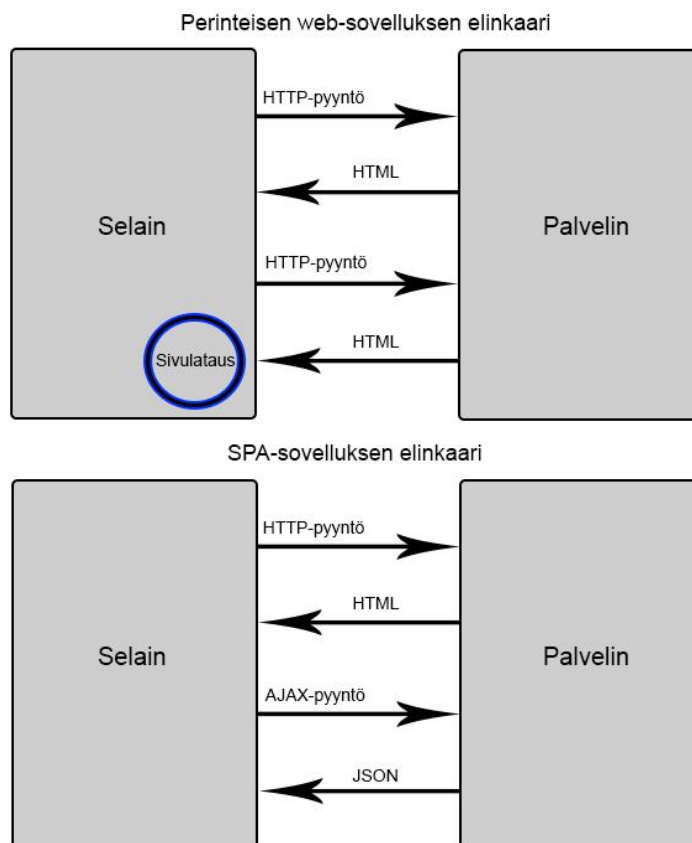 Perinteisen web-sovelluksen elinkaari
HTTP-pyyntö
HTML
Selain
Palvelin
HTTP-pyyntö
HTML
Sivulataus
SPA-sovelluksen elinkaari
HTTP-pyyntö
HTML
Selain
Palvelin
AJAX-pyyntö
JSON